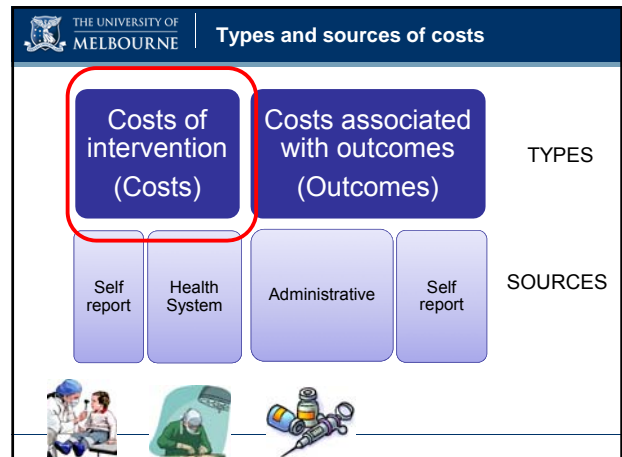 THE UNIVERSITY OF
MELBOURNE
Types and sources of costs
Costs of
intervention
(Costs)
Costs associated
with outcomes
(Outcomes)
TYPES
Self
report
Health
System
Administrative
Self
report
SOURCES